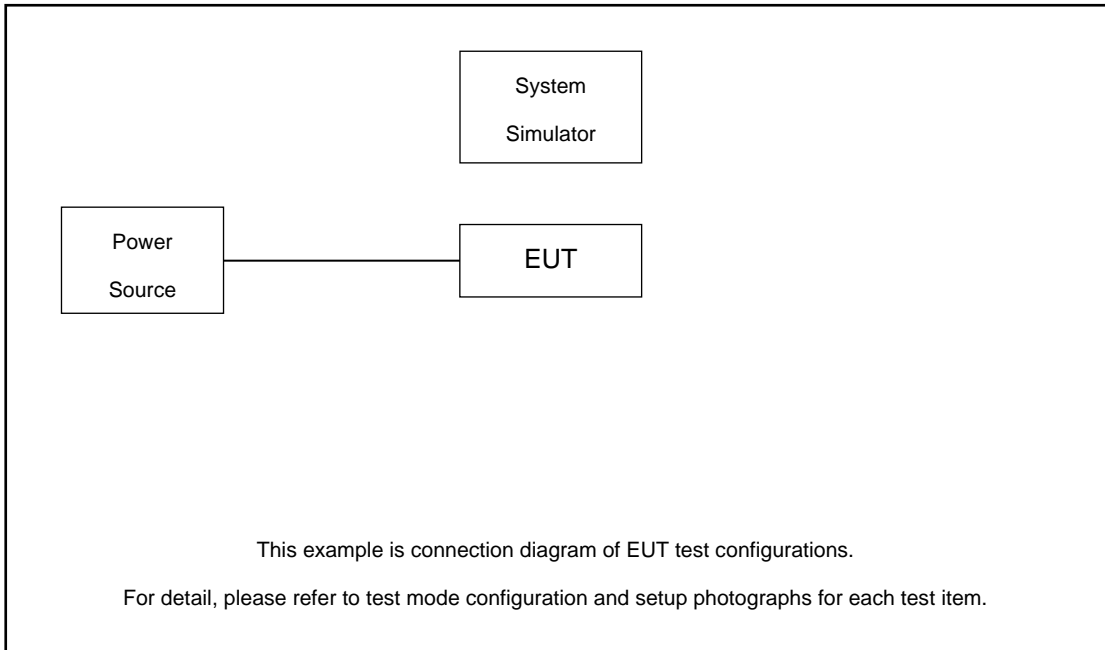 System
Simulator
Power
Source
EUT
This example is connection diagram of EUT test configurations.
For detail, please refer to test mode configuration and setup photographs for each test item.